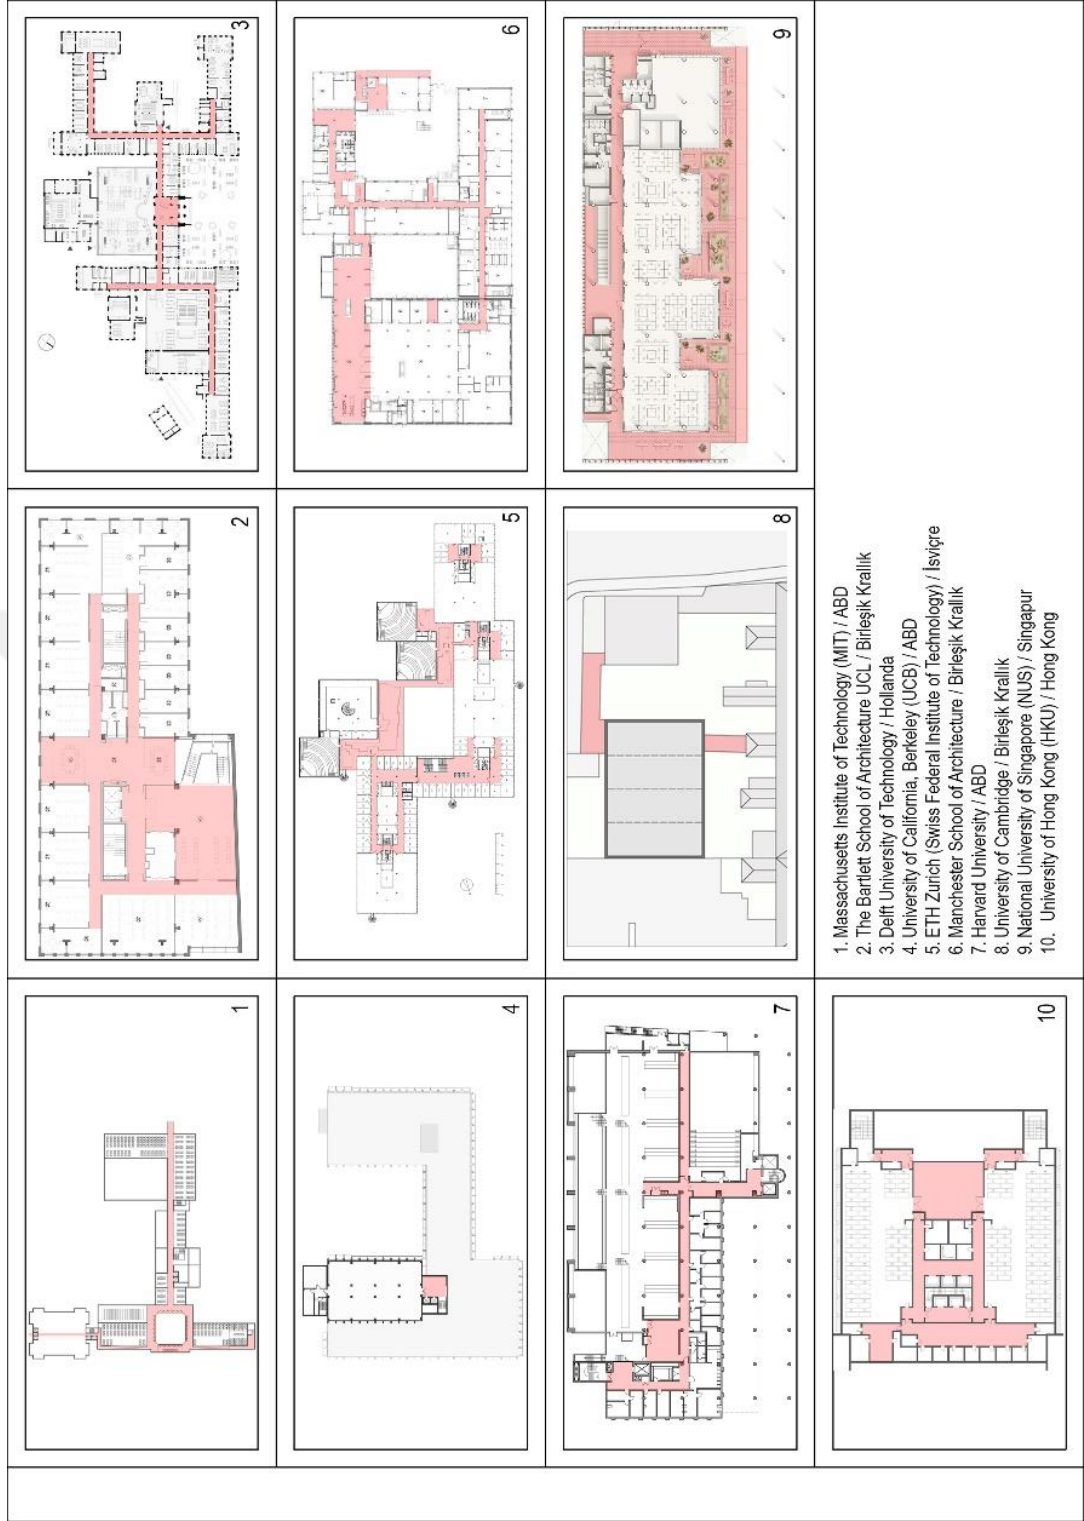 1
2
3
4
5
6
7
8
9
10
1. Massachusetts Institute of Technology (MIT) / ABD
2. The Bartlett School of Architecture UCL / Birleşik Krallık
3. Delft University of Technology / Hollanda
4. University of California, Berkeley (UCB) / ABD
5. ETH Zurich (Swiss Federal Institute of Technology) / İsviçre
6. Manchester School of Architecture / Birleşik Krallık
7. Harvard University / ABD
8. University of Cambridge / Birleşik Krallık
9. National University of Singapore (NUS) / Singapur
10. University of Hong Kong (HKU) / Hong Kong